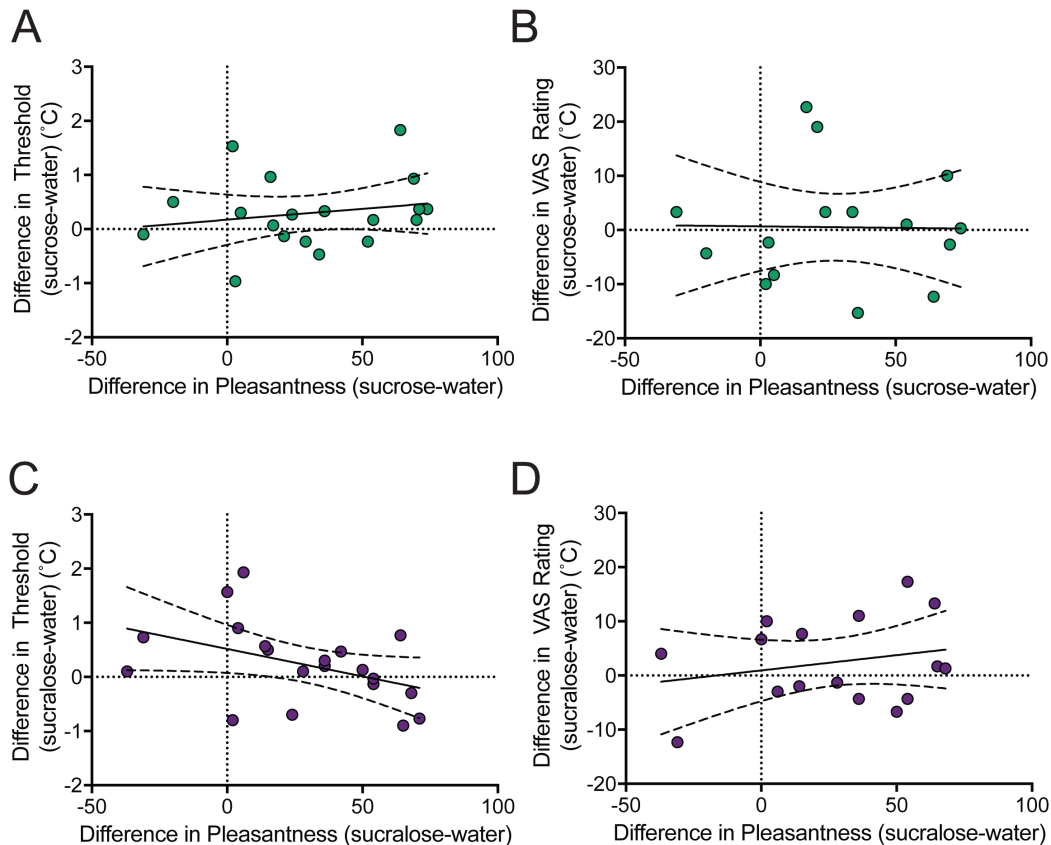 A
Difference in Threshold
(sucrose-water) (˚C)
3
2
1
0
-1
-2
-50
0
50
100
Difference in Pleasantness (sucrose-water)
B
Difference in VAS Rating
(sucrose-water) (˚C)
30
20
10
0
-10
-20
-50
0
50
100
Difference in Pleasantness (sucrose-water)
C
Difference in Threshold
(sucralose-water) (˚C)
3
2
1
0
-1
-2
-50
0
50
100
Difference in Pleasantness (sucralose-water)
D
Difference in VAS Rating
(sucralose-water) (˚C)
30
20
10
0
-10
-20
-50
0
50
100
Difference in Pleasantness (sucralose-water)